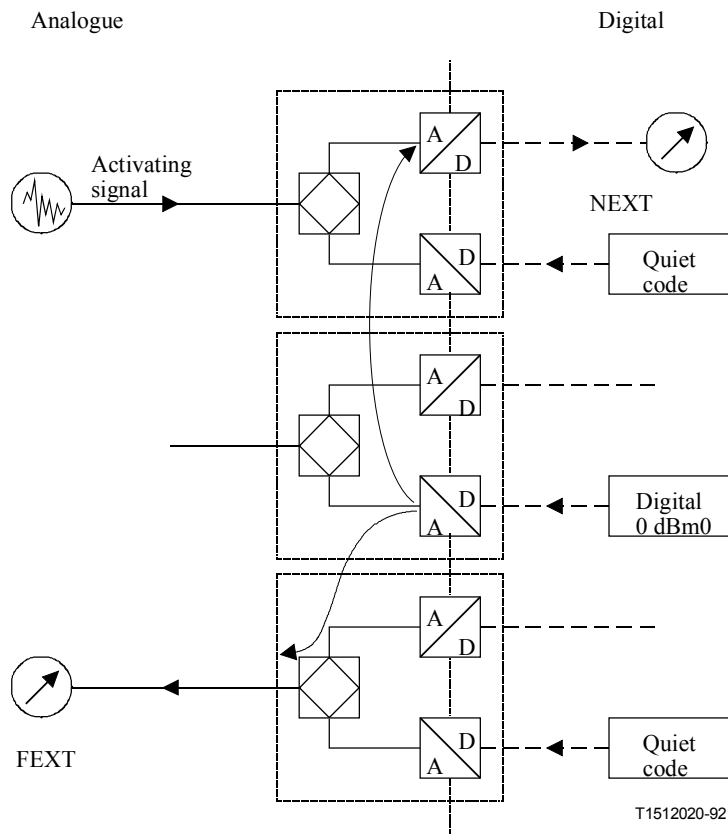 Analogue
Digital
Activating
signal
A
D
NEXT
D
A
Quiet
code
A
D
D
A
Digital
0 dBm0
A
D
FEXT
D
A
Quiet
code
T1512020-92